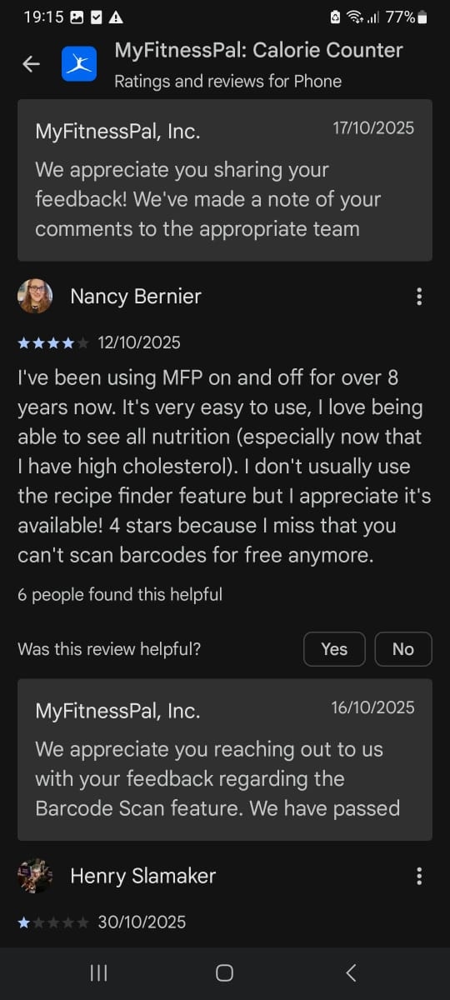 19:15
77%
MyFitnessPal: Calorie Counter
Ratings and reviews for Phone
MyFitnessPal, Inc.
17/10/2025
We appreciate you sharing your
feedback! We've made a note of your
comments to the appropriate team
Nancy Bernier
12/10/2025
I've been using MFP on and off for over 8
years now. It's very easy to use, I love being
able to see all nutrition (especially now that
I have high cholesterol). I don't usually use
the recipe finder feature but I appreciate it's
available! 4 stars because I miss that you
can't scan barcodes for free anymore.
6 people found this helpful
Was this review helpful?
Yes
No
MyFitnessPal, Inc.
16/10/2025
We appreciate you reaching out to us
with your feedback regarding the
Barcode Scan feature. We have passed
Henry Slamaker
30/10/2025